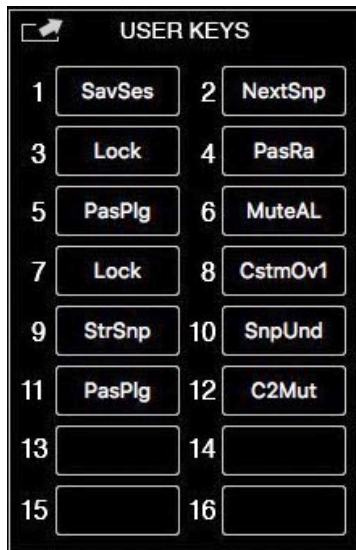 USER KEYS
1 SavSes 2 NextSnp
3 Lock 4 PasRa
5 PasPlg 6 MuteAL
7 Lock 8 CstmOv1
9 StrSnp 10 SnpUnd
11 PasPlg 12 C2Mut
13 14
15 16